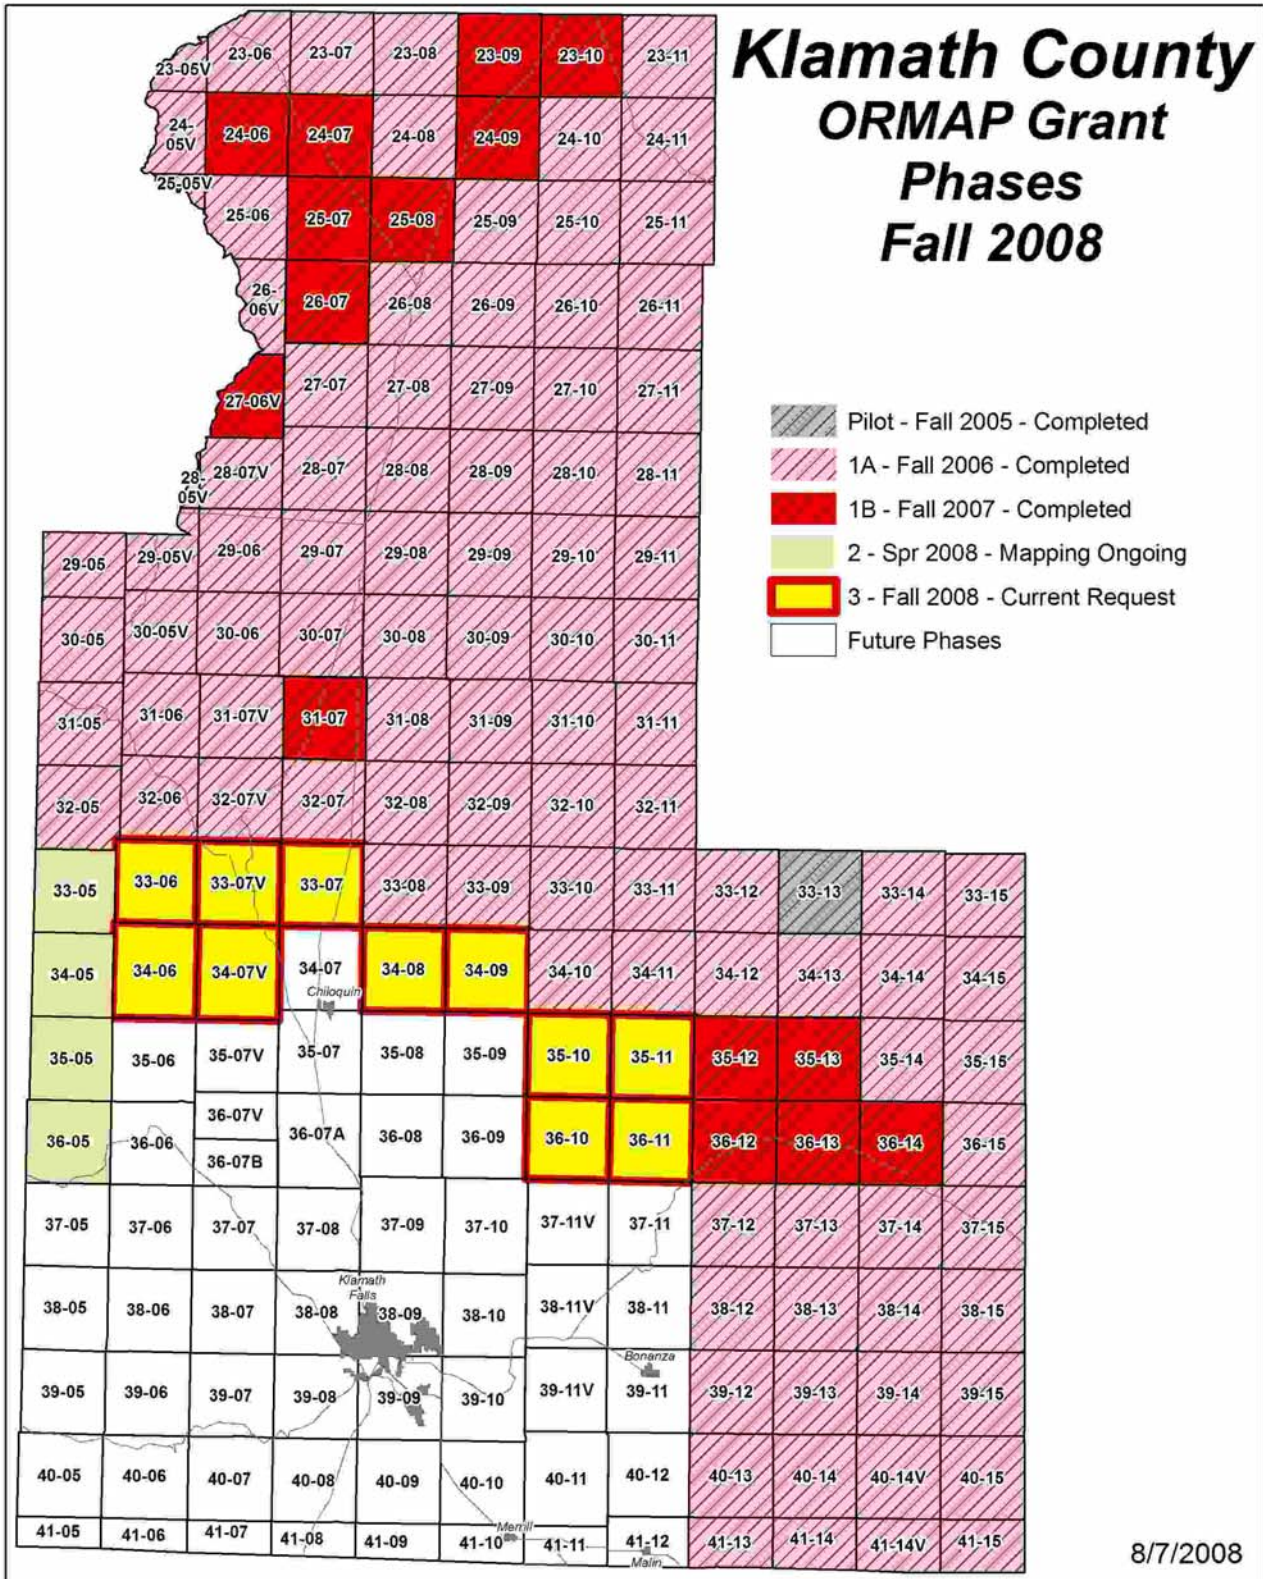 Klamath County
ORMAP Grant
Phases
Fall 2008
Pilot - Fall 2005 - Completed
1A - Fall 2006 - Completed
1B - Fall 2007 - Completed
2 - Spr 2008 - Mapping Ongoing
3 - Fall 2008 - Current Request
Future Phases
23-05V 23-06 23-07 23-08 23-09 23-10 23-11
24-
05V
24-06 24-07 24-08 24-09 24-10 24-11
25-05V
25-06 25-07 25-08 25-09 25-10 25-11
26-
06V
26-07 26-08 26-09 26-10 26-11
27-06V 27-07 27-08 27-09 27-10 27-11
28-
05V
28-07V 28-07 28-08 28-09 28-10 28-11
29-05 29-05V 29-06 29-07 29-08 29-09 29-10 29-11
30-05 30-05V 30-06 30-07 30-08 30-09 30-10 30-11
31-05 31-06 31-07V 31-07 31-08 31-09 31-10 31-11
32-05 32-06 32-07V 32-07 32-08 32-09 32-10 32-11
33-05 33-06 33-07V 33-07 33-08 33-09 33-10 33-11 33-12 33-13 33-14 33-15
34-05 34-06 34-07V 34-07 34-08 34-09 34-10 34-11 34-12 34-13 34-14 34-15
Chiloquin
35-05 35-06 35-07V 35-07 35-08 35-09 35-10 35-11 35-12 35-13 35-14 35-15
36-07V
36-05 36-06 36-07A 36-08 36-09 36-10 36-11 36-12 36-13 36-14 36-15
36-07B
37-05 37-06 37-07 37-08 37-09 37-10 37-11V 37-11 37-12 37-13 37-14 37-15
Klamath
Falls
38-05 38-06 38-07 38-08 38-09 38-10 38-11V 38-11 38-12 38-13 38-14 38-15
Bonanza
39-05 39-06 39-07 39-08 39-09 39-10 39-11V 39-11 39-12 39-13 39-14 39-15
40-05 40-06 40-07 40-08 40-09 40-10 40-11 40-12 40-13 40-14 40-14V 40-15
Merrill
41-05 41-06 41-07 41-08 41-09 41-10 41-11 41-12 41-13 41-14 41-14V 41-15
Malin
8/7/2008